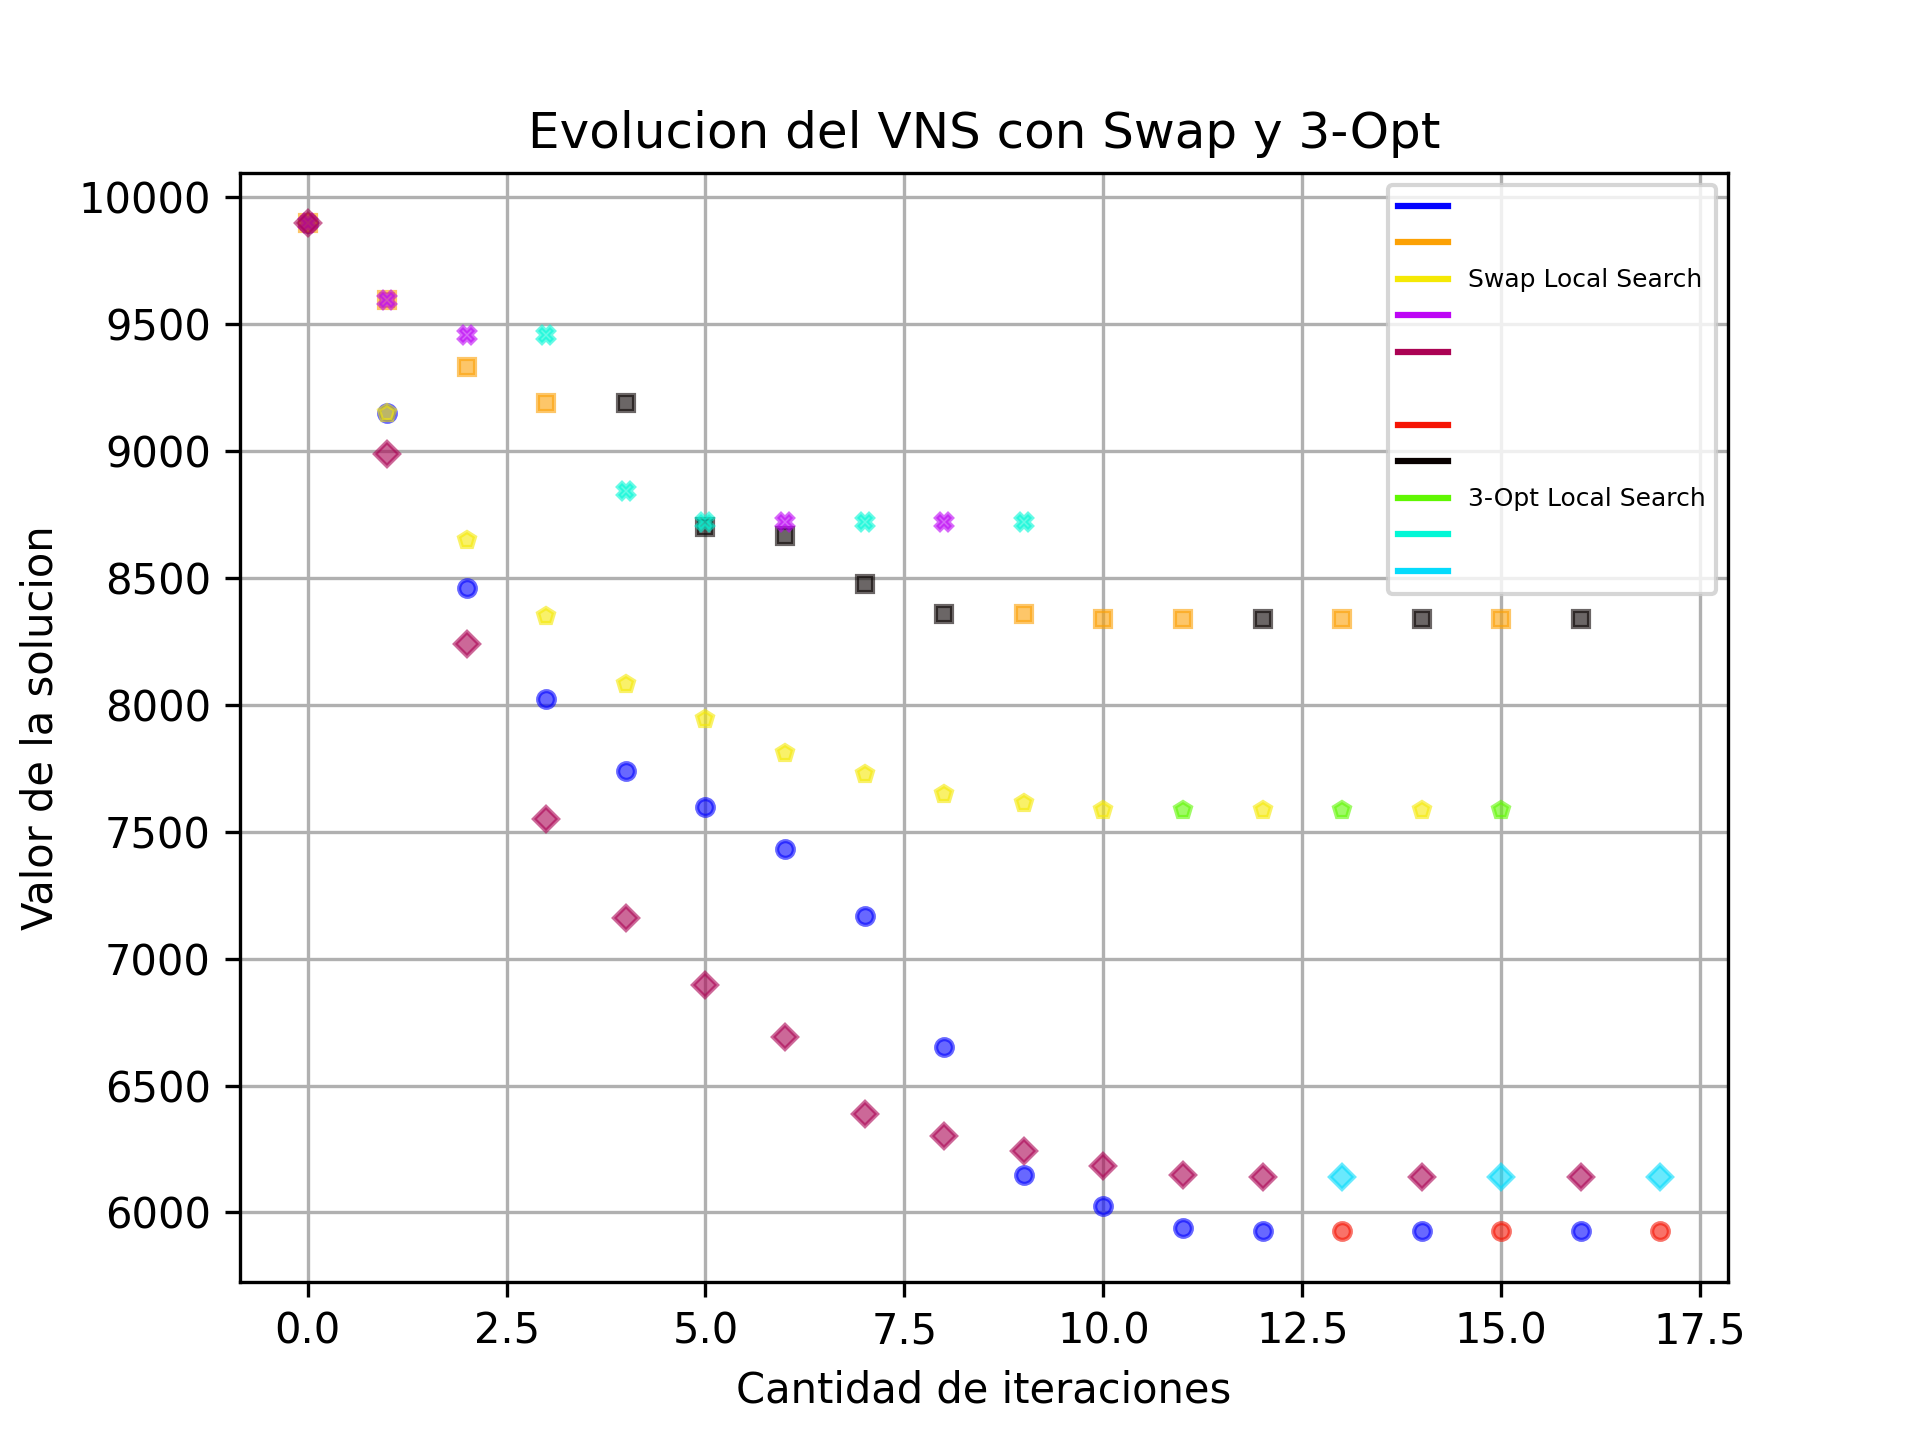 Evolucion del VNS con Swap y 3-Opt
10000
9500
9000
8500
8000
7500
7000
6500
6000
Valor de la solucion
Swap Local Search
3-Opt Local Search
0.0 2.5 5.0 7.5 10.0 12.5 15.0 17.5
Cantidad de iteraciones